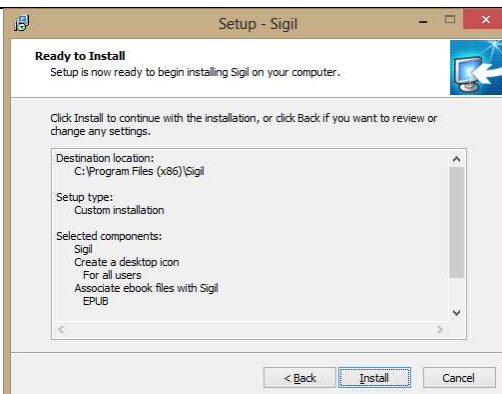 Setup - Sigil
Ready to Install
Setup is now ready to begin installing Sigil on your computer.
Click Install to continue with the installation, or click Back if you want to review or
change any settings.
Destination location:
C:\Program Files (x86)\Sigil
Setup type:
Custom installation
Selected components:
Sigil
Create a desktop icon
For all users
Associate ebook files with Sigil
EPUB
< Back
Install
Cancel